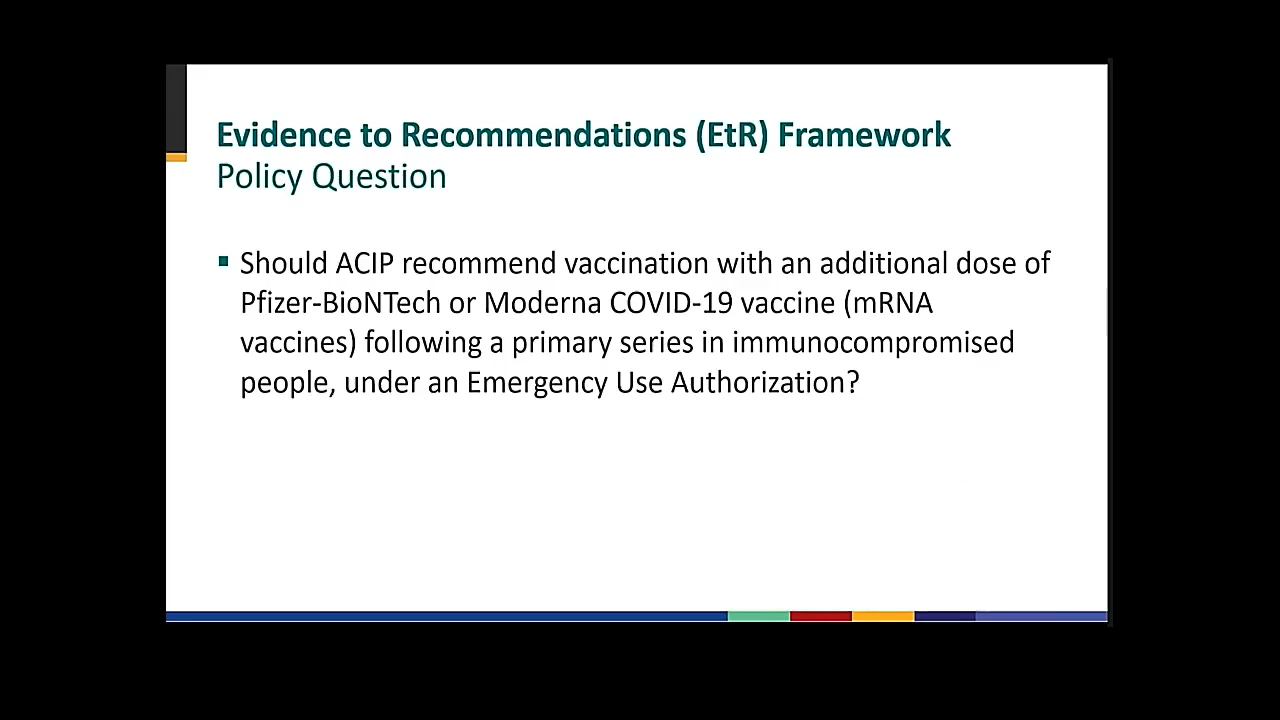 Evidence to Recommendations (EtR) Framework
Policy Question
Should ACIP recommend vaccination with an additional dose of
Pfizer-BioNTech or Moderna COVID-19 vaccine (mRNA
vaccines) following a primary series in immunocompromised
people, under an Emergency Use Authorization?